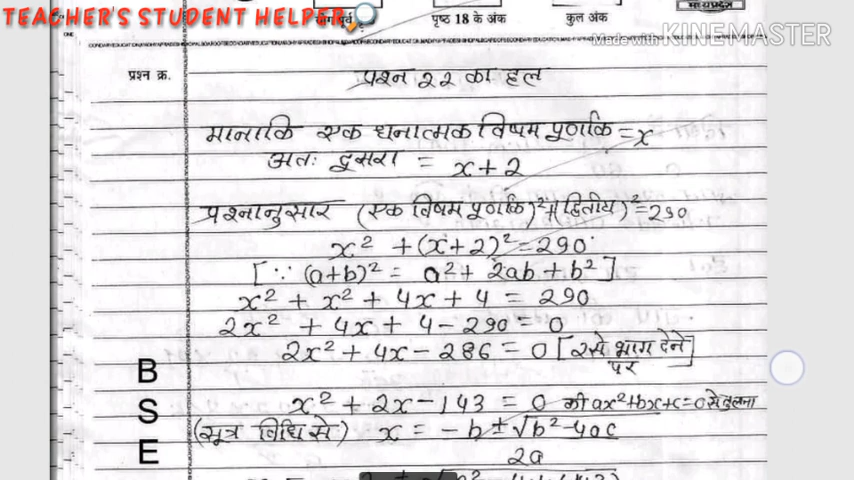 TEACHER'S STUDENT HELPER
पृष्ठ 18 के अंक
कुल अंक
मध्यप्रदेश
Made with KINEMASTER
प्रश्न क्र.
प्रश्न 22 का हल
मानाकि एक धनात्मक विषम पूर्णांक = x
अतः दुसरा = x+2
प्रश्नानुसार (एक विषम पूर्णांक)² + (द्वितीय)² = 290
x² + (x+2)² = 290
[∵ (a+b)² = a² + 2ab + b²]
x² + x² + 4x + 4 = 290
2x² + 4x + 4 - 290 = 0
2x² + 4x - 286 = 0 [2 से भाग देने पर]
x² + 2x - 143 = 0 की ax²+bx+c=0 से तुलना
(सूत्र विधि से) x = -b ± √b²-4ac
2a
B
S
E